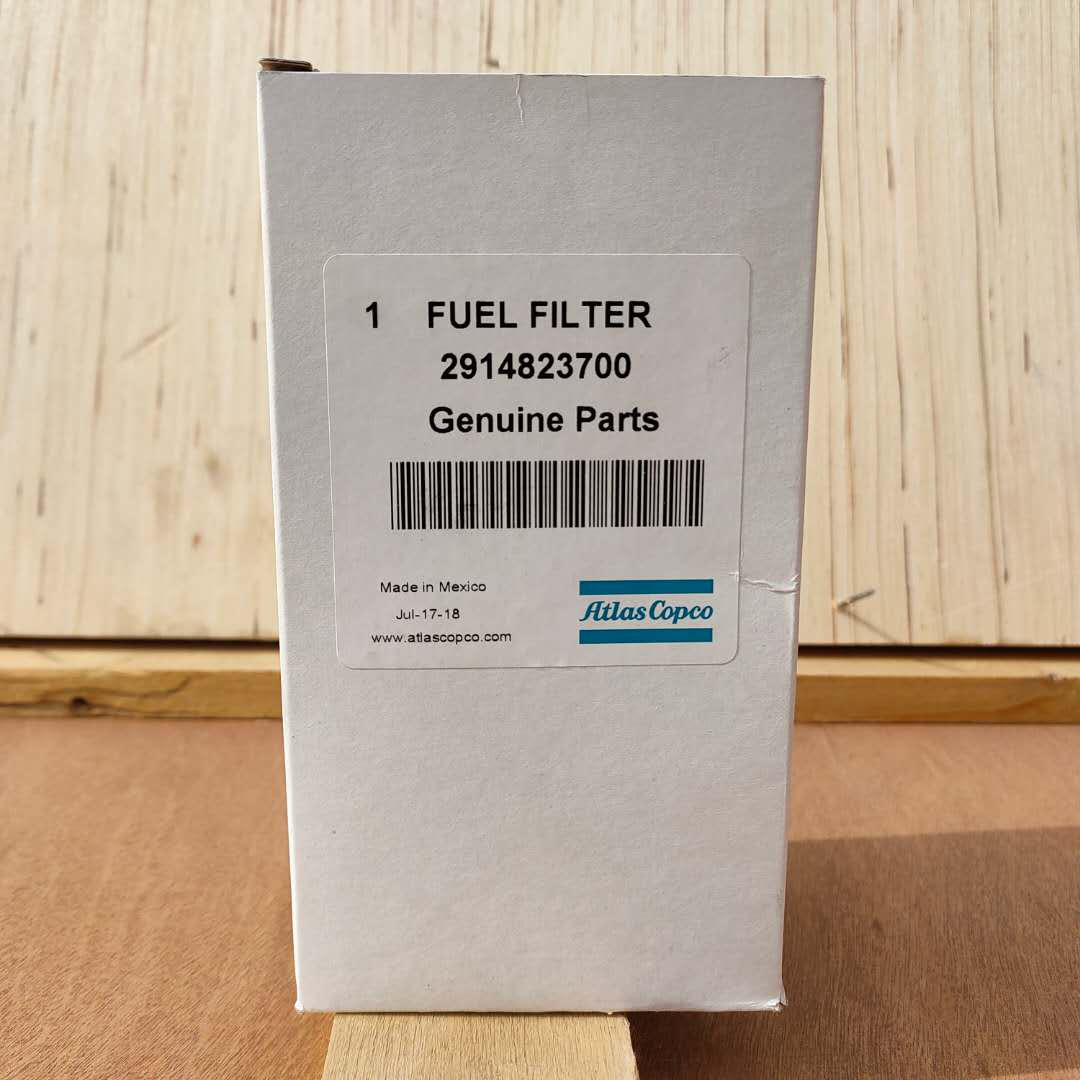 1 FUEL FILTER
2914823700
Genuine Parts
Made in Mexico
Jul-17-18
www.atlascopco.com
Atlas Copco